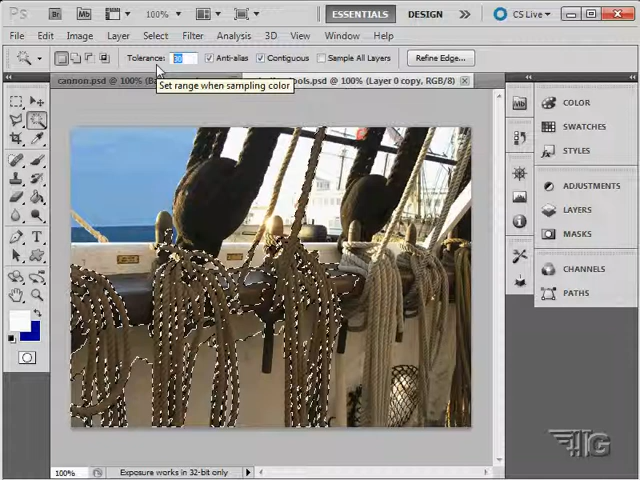 Ps Br Mb 100% ESSENTIALS DESIGN CS Live
File Edit Image Layer Select Filter Analysis 3D View Window Help
Tolerance: 30 Anti-alias Contiguous Sample All Layers Refine Edge...
Set range when sampling color
cannon.psd @ 100% (B tools.psd @ 100% (Layer 0 copy, RGB/8)
Mb COLOR
SWATCHES
STYLES
ADJUSTMENTS
LAYERS
MASKS
CHANNELS
PATHS
T
100% Exposure works in 32-bit only
HG